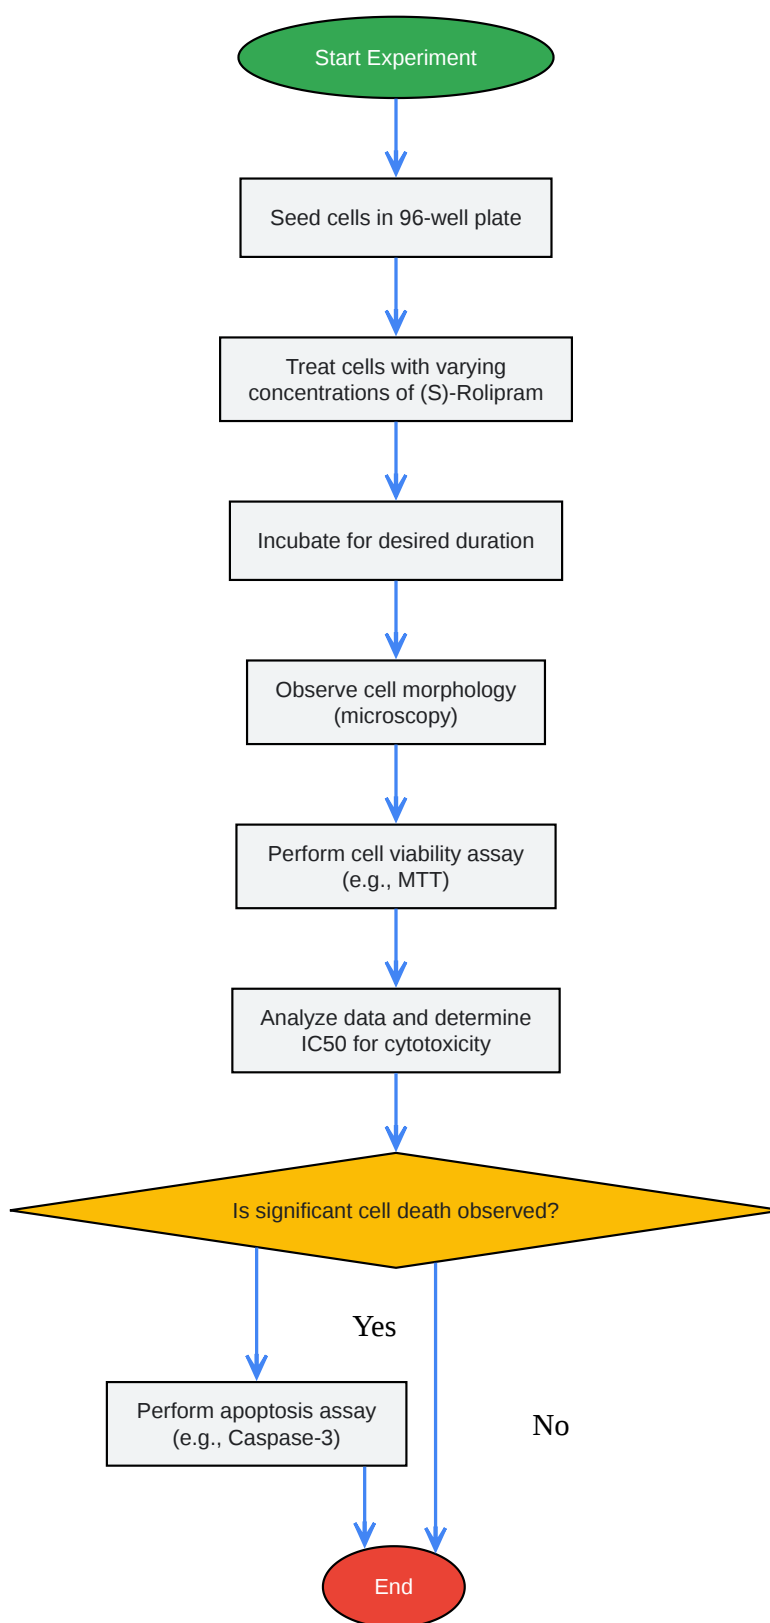 Start Experiment
Seed cells in 96-well plate
Treat cells with varying
concentrations of (S)-Rolipram
Incubate for desired duration
Observe cell morphology
(microscopy)
Perform cell viability assay
(e.g., MTT)
Analyze data and determine
IC50 for cytotoxicity
Is significant cell death observed?
Yes
Perform apoptosis assay
(e.g., Caspase-3)
No
End